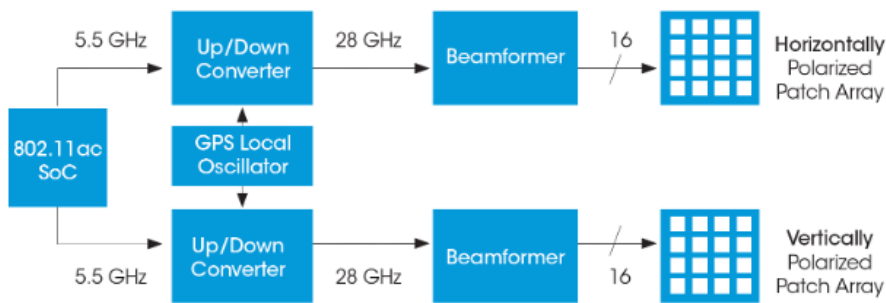 5.5 GHz
Up/Down
Converter
28 GHz
Beamformer
16
Horizontally
Polarized
Patch Array
802.11ac
SoC
GPS Local
Oscillator
5.5 GHz
Up/Down
Converter
28 GHz
Beamformer
16
Vertically
Polarized
Patch Array